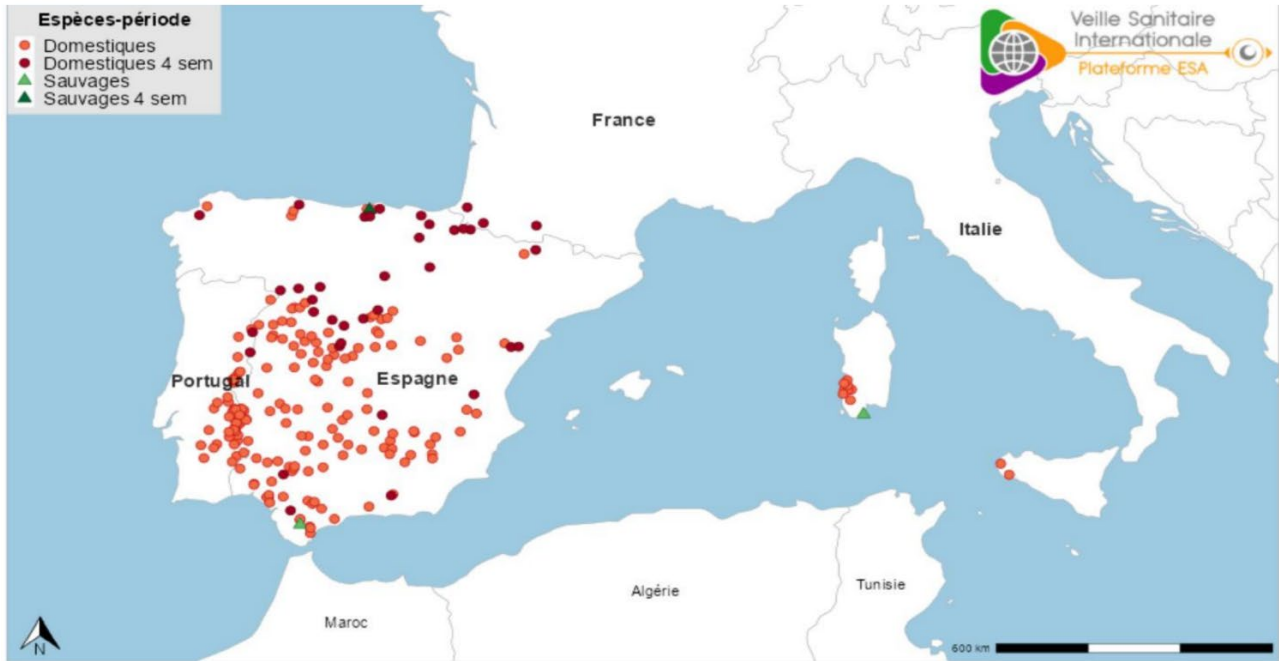 Espèces-période
Domestiques
Domestiques 4 sem
Sauvages
Sauvages 4 sem
Veille Sanitaire
Internationale
Plateforme ESA
France
Italie
Portugal
Espagne
Algérie
Tunisie
Maroc
N
600 km